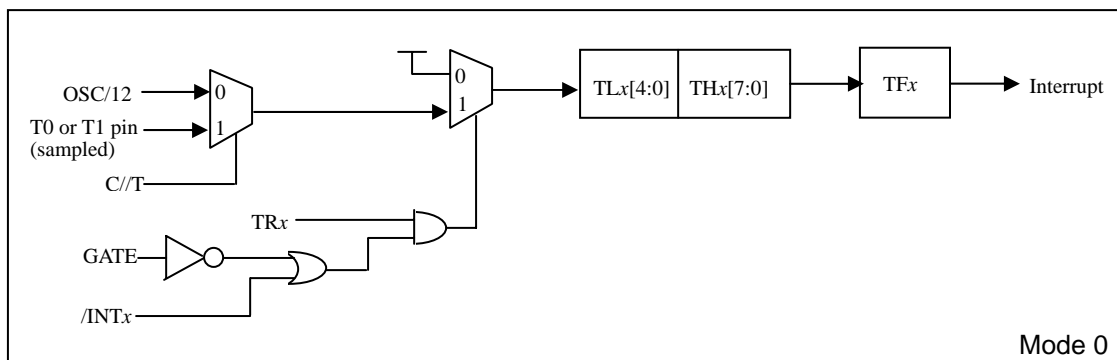 OSC/12
T0 or T1 pin
(sampled)
C//T
0
1
0
1
TRx
GATE
/INTx
TLx[4:0]
THx[7:0]
TFx
Interrupt
Mode 0